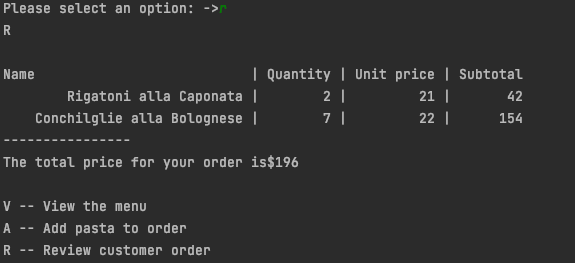 Please select an option: ->r
R
Name | Quantity | Unit price | Subtotal
Rigatoni alla Caponata | 2 | 21 | 42
Conchilglie alla Bolognese | 7 | 22 | 154
----------------
The total price for your order is$196
V -- View the menu
A -- Add pasta to order
R -- Review customer order